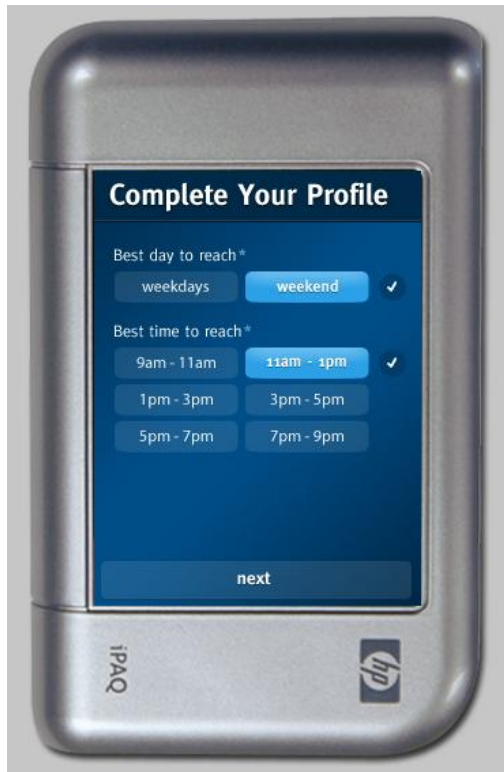 Complete Your Profile
Best day to reach*
weekdays weekend
Best time to reach*
9am - 11am 11am - 1pm
1pm - 3pm 3pm - 5pm
5pm - 7pm 7pm - 9pm
next
iPAQ hp